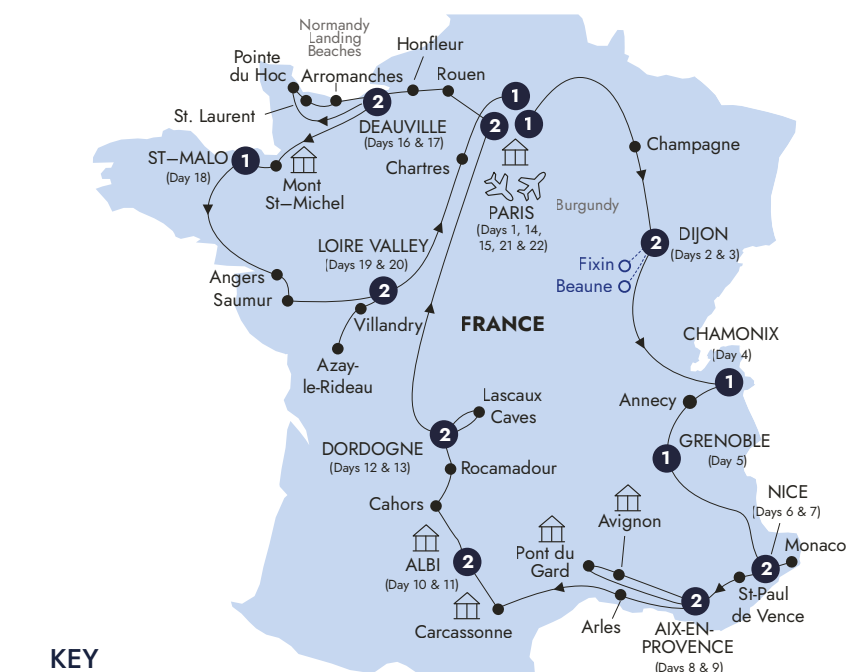 Normandy
Landing
Beaches
Honfleur
Pointe
du Hoc
Arromanches
Rouen
St. Laurent
2
1
2
1
DEAUVILLE
(Days 16 & 17)
Champagne
ST–MALO
1
(Day 18)
Mont
St–Michel
Chartres
PARIS
(Days 1, 14,
15, 21 & 22)
Burgundy
2
DIJON
(Days 2 & 3)
Fixin
Beaune
LOIRE VALLEY
(Days 19 & 20)
Angers
Saumur
2
Villandry
FRANCE
Azay-
le-Rideau
CHAMONIX
(Day 4)
1
Annecy
Lascaux
Caves
2
DORDOGNE
(Days 12 & 13)
GRENOBLE
1
(Day 5)
Rocamadour
Cahors
NICE
(Days 6 & 7)
Avignon
Pont du
Gard
Monaco
2
ALBI
(Day 10 & 11)
2
St-Paul
de Vence
2
Carcassonne
Arles
AIX-EN-
PROVENCE
(Days 8 & 9)
KEY